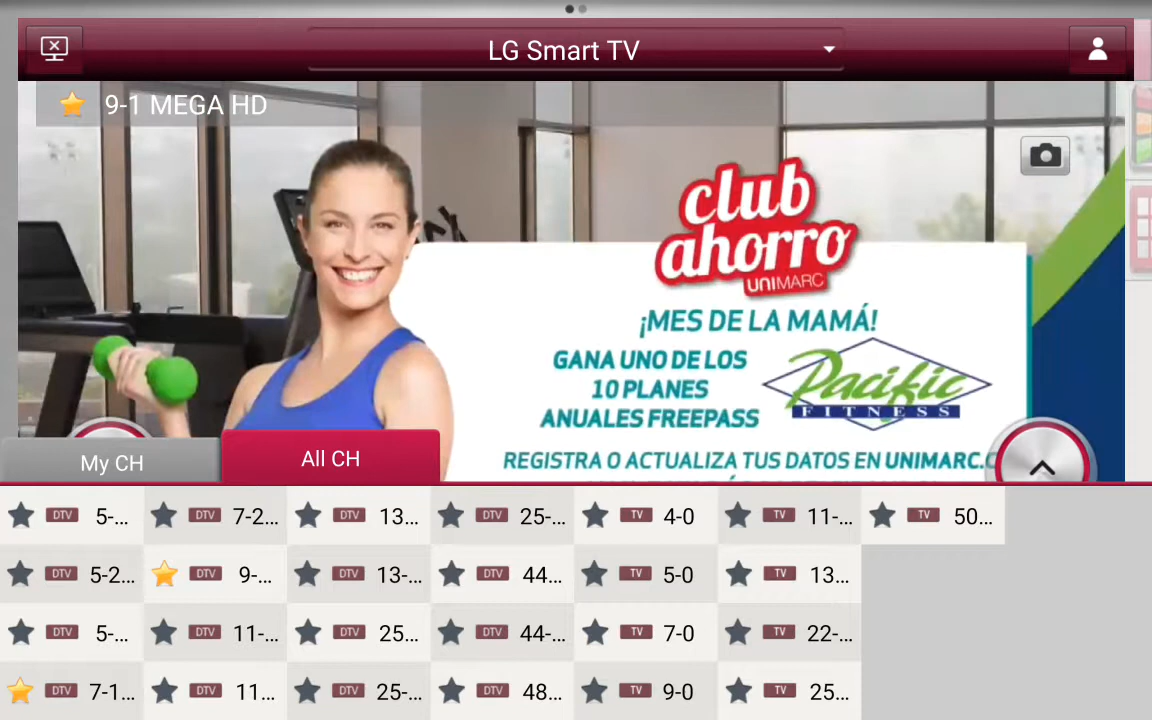 LG Smart TV
9-1 MEGA HD
club
ahorro
UNIMARC
¡MES DE LA MAMÁ!
GANA UNO DE LOS
10 PLANES
ANUALES FREEPASS
Pacific
FITNESS
REGISTRA O ACTUALIZA TUS DATOS EN UNIMARC.C
My CH
All CH
DTV 5-... DTV 7-2... DTV 13... DTV 25-... TV 4-0 TV 11-... TV 50...
DTV 5-2... DTV 9-... DTV 13-... DTV 44... TV 5-0 TV 13...
DTV 5-... DTV 11-... DTV 25... DTV 44-... TV 7-0 TV 22-...
DTV 7-1... DTV 11... DTV 25-... DTV 48... TV 9-0 TV 25...